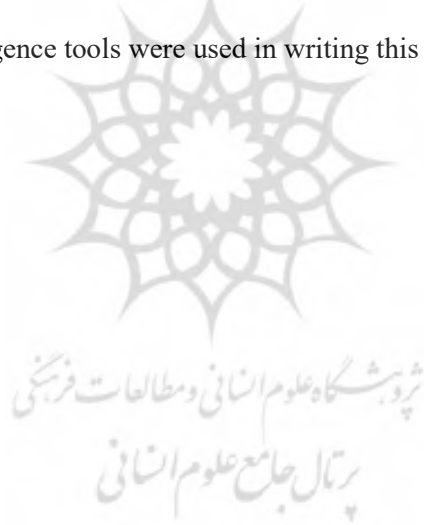 gence tools were used in writing this
پژوهشگاه علوم انسانی و مطالعات فرهنگی
پرتال جامع علوم انسانی